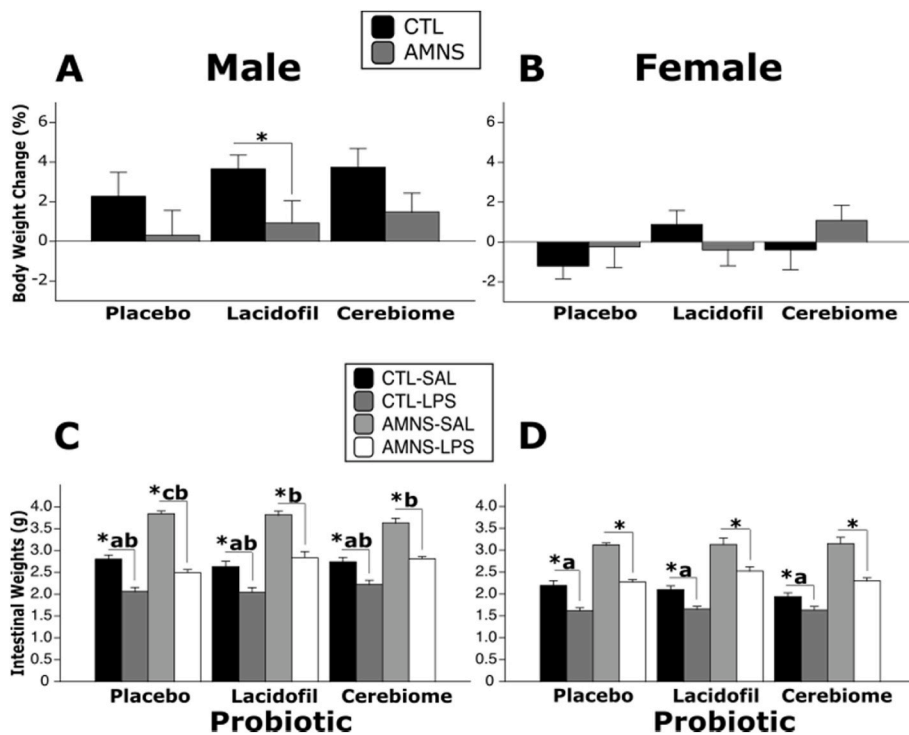 CTL
AMNS
A Male
B Female
Body Weight Change (%)
6
4
2
0
-2
*
Placebo Lacidofil Cerebiome
6
4
2
0
-2
Placebo Lacidofil Cerebiome
CTL-SAL
CTL-LPS
AMNS-SAL
AMNS-LPS
C
D
Intestinal Weights (g)
4.0
3.5
3.0
2.5
2.0
1.5
1.0
0.5
0
*ab *cb *ab *b *ab *b
Placebo Lacidofil Cerebiome
Probiotic
4.0
3.5
3.0
2.5
2.0
1.5
1.0
0.5
0
*a * *a * *a *
Placebo Lacidofil Cerebiome
Probiotic